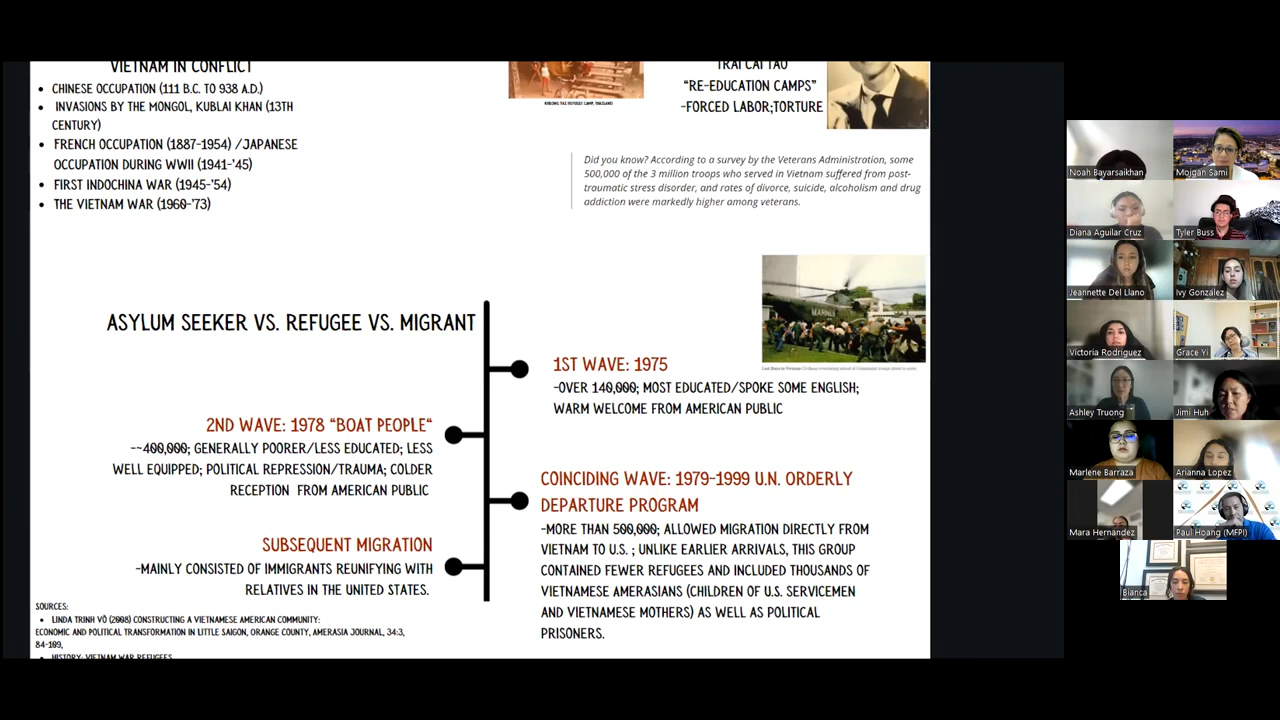 VIETNAM IN CONFLICT
• CHINESE OCCUPATION (111 B.C. TO 938 A.D.)
• INVASIONS BY THE MONGOL, KUBLAI KHAN (13TH
CENTURY)
• FRENCH OCCUPATION (1887-1954) /JAPANESE
OCCUPATION DURING WWII (1941-'45)
• FIRST INDOCHINA WAR (1945-'54)
• THE VIETNAM WAR (1960-'73)
TRAI CAI TAO
"RE-EDUCATION CAMPS"
-FORCED LABOR;TORTURE
Did you know? According to a survey by the Veterans Administration, some
500,000 of the 3 million troops who served in Vietnam suffered from post-
traumatic stress disorder, and rates of divorce, suicide, alcoholism and drug
addiction were markedly higher among veterans.
MARINES
ASYLUM SEEKER VS. REFUGEE VS. MIGRANT
1ST WAVE: 1975
-OVER 140,000; MOST EDUCATED/SPOKE SOME ENGLISH;
WARM WELCOME FROM AMERICAN PUBLIC
2ND WAVE: 1978 "BOAT PEOPLE"
-~400,000; GENERALLY POORER/LESS EDUCATED; LESS
WELL EQUIPPED; POLITICAL REPRESSION/TRAUMA; COLDER
RECEPTION FROM AMERICAN PUBLIC
COINCIDING WAVE: 1979-1999 U.N. ORDERLY
DEPARTURE PROGRAM
-MORE THAN 500,000; ALLOWED MIGRATION DIRECTLY FROM
VIETNAM TO U.S. ; UNLIKE EARLIER ARRIVALS, THIS GROUP
CONTAINED FEWER REFUGEES AND INCLUDED THOUSANDS OF
VIETNAMESE AMERASIANS (CHILDREN OF U.S. SERVICEMEN
AND VIETNAMESE MOTHERS) AS WELL AS POLITICAL
PRISONERS.
SUBSEQUENT MIGRATION
-MAINLY CONSISTED OF IMMIGRANTS REUNIFYING WITH
RELATIVES IN THE UNITED STATES.
SOURCES:
• LINDA TRINH VÕ (2008) CONSTRUCTING A VIETNAMESE AMERICAN COMMUNITY:
ECONOMIC AND POLITICAL TRANSFORMATION IN LITTLE SAIGON, ORANGE COUNTY, AMERASIA JOURNAL, 34:3,
84-109,
• HISTORY: VIETNAM WAR REFUGEES
Noah Bayarsaikhan
Mojgan Sami
Diana Aguilar Cruz
Tyler Buss
Jeannette Del Llano
Ivy Gonzalez
Victoria Rodriguez
Grace Yi
Ashley Truong
Jimi Huh
Marlene Barraza
Arianna Lopez
Mara Hernandez
Paul Hoang (MFPI)
Bianca